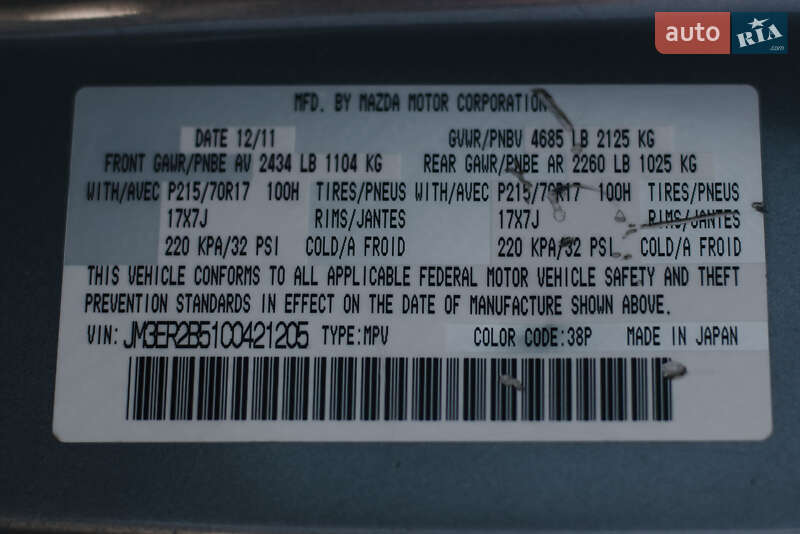 auto RIA.com
MFD. BY MAZDA MOTOR CORPORATION
DATE 12/11 GVWR/PNBV 4685 LB 2125 KG
FRONT GAWR/PNBE AV 2434 LB 1104 KG REAR GAWR/PNBE AR 2260 LB 1025 KG
WITH/AVEC P215/70R17 100H TIRES/PNEUS WITH/AVEC P215/70R17 100H TIRES/PNEUS
17X7J RIMS/JANTES 17X7J RIMS/JANTES
220 KPA/32 PSI COLD/A FROID 220 KPA/32 PSI COLD/A FROID
THIS VEHICLE CONFORMS TO ALL APPLICABLE FEDERAL MOTOR VEHICLE SAFETY AND THEFT
PREVENTION STANDARDS IN EFFECT ON THE DATE OF MANUFACTURE SHOWN ABOVE.
VIN: JM3ER2B51C0421205 TYPE:MPV COLOR CODE:38P MADE IN JAPAN